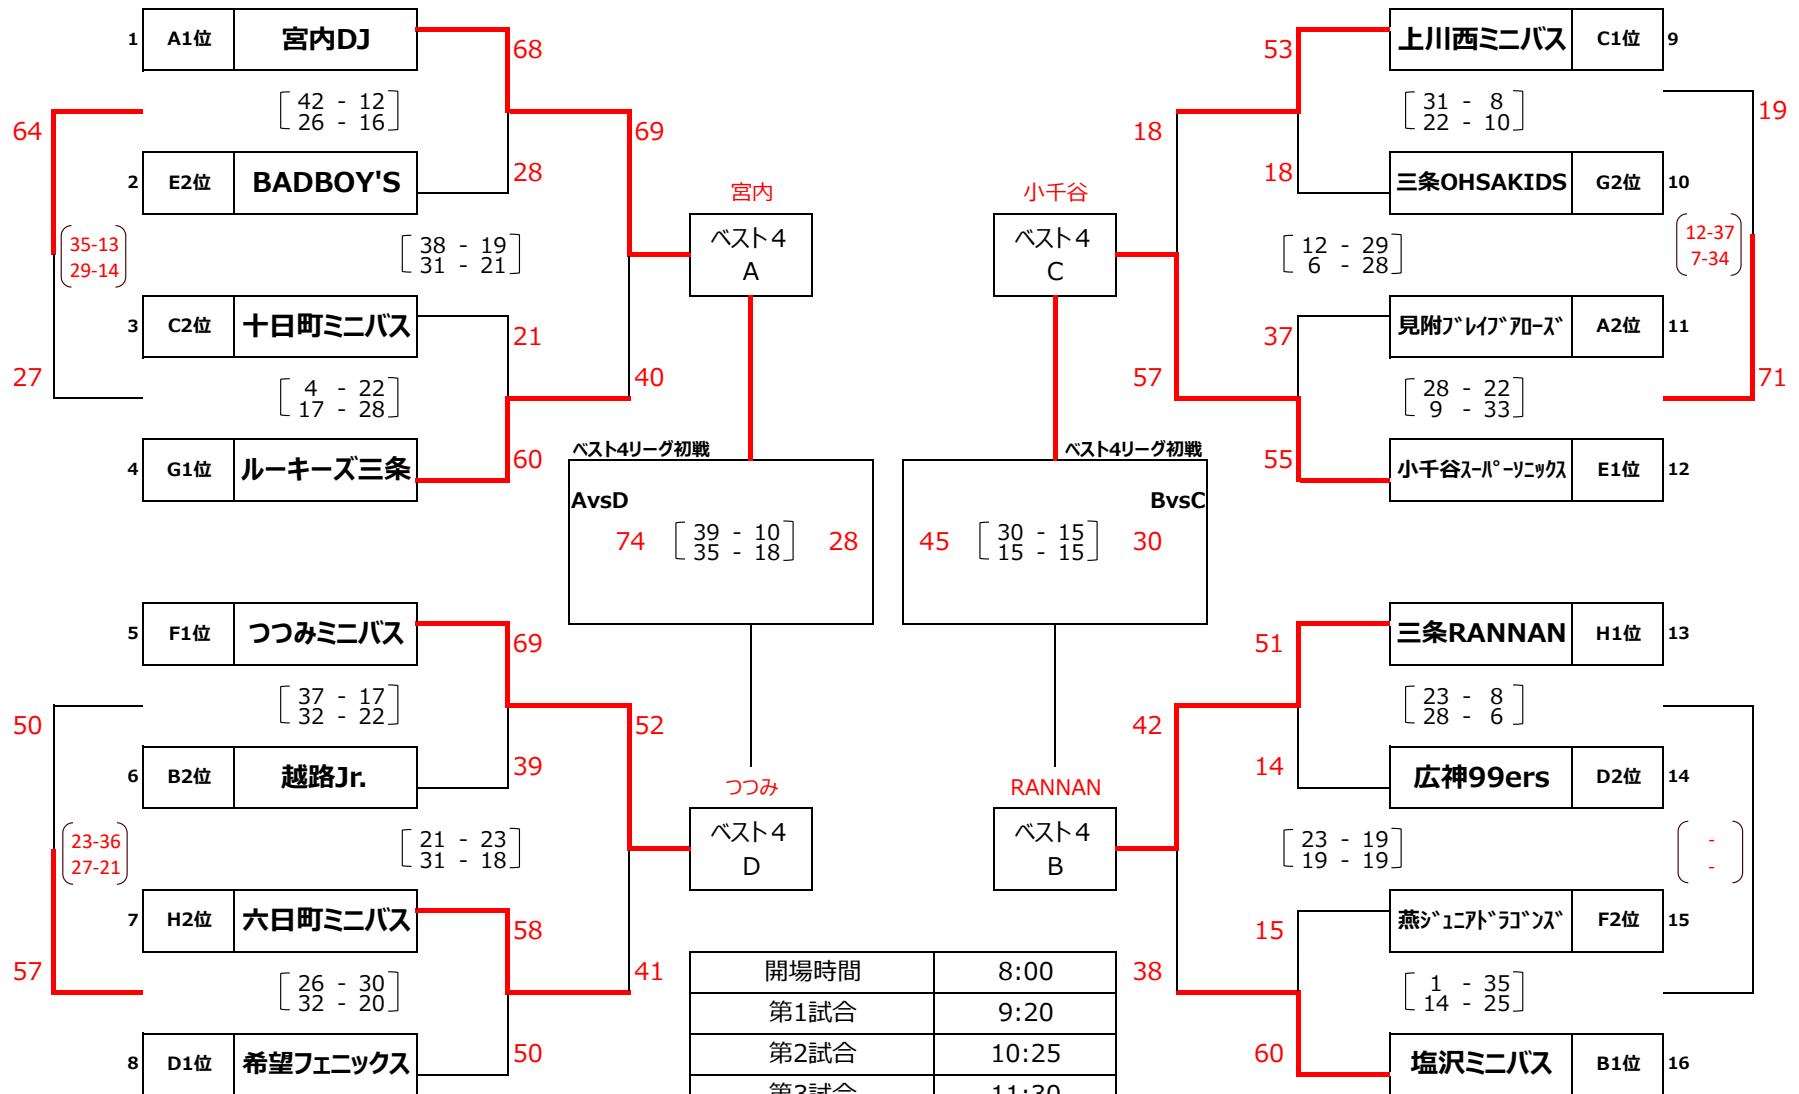 1 A1位 宮内DJ
68
[42 - 12]
[26 - 16]
64
69
28
2 E2位 BADBOY'S
宮内
ベスト4
A
35-13
29-14
[38 - 19]
[31 - 21]
3 C2位 十日町ミニバス
21
27
40
[4 - 22]
[17 - 28]
4 G1位 ルーキーズ三条
60
53
上川西ミニバス C1位 9
[31 - 8]
[22 - 10]
19
18
18
三条OHSAKIDS G2位 10
小千谷
ベスト4
C
[12 - 29]
[6 - 28]
12-37
7-34
37
見附ブレイブアローズ A2位 11
57
71
[28 - 22]
[9 - 33]
55
小千谷スーパーソニックス E1位 12
ベスト4リーグ初戦
AvsD
74 [39 - 10] 28
[35 - 18]
ベスト4リーグ初戦
BvsC
45 [30 - 15] 30
[15 - 15]
5 F1位 つつみミニバス
69
[37 - 17]
[32 - 22]
50
52
39
6 B2位 越路Jr.
つつみ
ベスト4
D
23-36
27-21
[21 - 23]
[31 - 18]
7 H2位 六日町ミニバス
58
57
41
[26 - 30]
[32 - 20]
50
8 D1位 希望フェニックス
51
三条RANNAN H1位 13
[23 - 8]
[28 - 6]
42
14
広神99ers D2位 14
RANNAN
ベスト4
B
[23 - 19]
[19 - 19]
-
-
15
燕ジュニアドラゴンズ F2位 15
38
[1 - 35]
[14 - 25]
60
塩沢ミニバス B1位 16
開場時間 8:00
第1試合 9:20
第2試合 10:25
第3試合 11:30